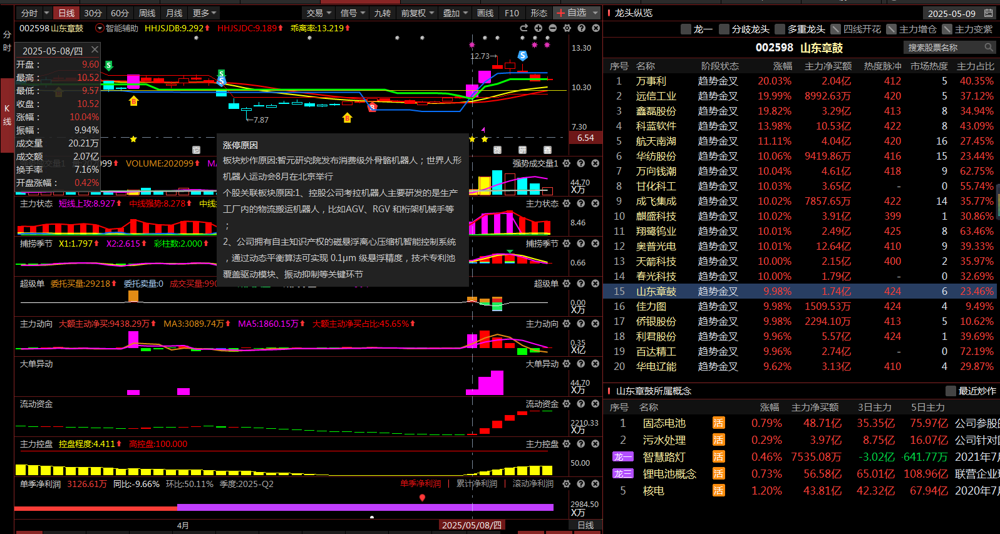 分时 日线 30分 60分 周线 月线 更多 交易 信号 九转 前复权 叠加 画线 F10 形态 +自选
002598 山东章鼓 智能辅助 HHJSJDB:9.292 HHJSJDC:9.189 乖离率:13.219
分时
K线
2025-05-08/四
开盘: 9.60
最高: 10.52
最低: 9.57
收盘: 10.52
涨幅: 10.04%
振幅: 9.94%
成交量 20.21万
成交额 2.07亿
换手率 7.16%
开盘涨幅: 0.42%
S
S
S
S
B
B
B
12.73→
←7.87
13.30
10.30
7.30
6.54
提 研
涨停原因
板块炒作原因:智元研究院发布消费级外骨骼机器人；世界人形
机器人运动会8月在北京举行
个股关联板块原因:1、控股公司考拉机器人主要研发的是生产
工厂内的物流搬运机器人，比如AGV、RGV 和桁架机械手等
；
2、公司拥有自主知识产权的磁悬浮离心压缩机智能控制系统
，通过动态平衡算法可实现 0.1μm 级悬浮精度，技术专利池
覆盖驱动模块、振动抑制等关键环节
VOLUME:202099 强势成交量1
44.70
X万
主力状态 短线上攻:8.927 中线强势:8.278 主力状态
8.46
捕捞季节 X1:1.797 X2:2.615 彩柱数:2.000 捕捞季节
0.66
超级单 委托买量:29218 委托卖量:0 超级单
0.00
X万
主力动向 大额主动净买:9438.29万 MA3:3089.74万 MA5:1860.15万 大额主动净买占比:45.65% 主力动向
0.35
X亿
大单异动 大单异动
44.70
X万
流动资金 流动资金
2210.33
X万
主力控盘 控盘程度:4.411 高控盘:100.000 主力控盘
50.00
单季净利润 3126.61万 同比:-9.66% 环比:50.11% 季度:2025-Q2 单季净利润 | 累计净利润 | 滚动净利润
2984.50
X万
4月 2025/05/08/四 日线
龙头纵览 2025-05-09
龙一 分歧龙头 多重龙头 四线开花 主力增仓 主力变紫
002598 山东章鼓 搜索股票名称
序号 名称 阶段状态 涨幅 主力净买额 热度脉冲 市场热度 主力占比
1 万事利 趋势金叉 20.03% 2.04亿 412 5 40.35%
2 远信工业 趋势金叉 19.99% 8992.63万 420 5 37.12%
3 鑫磊股份 趋势金叉 19.82% 3.29亿 413 8 34.94%
4 科蓝软件 趋势金叉 13.98% 10.53亿 422 8 43.09%
5 航天南湖 趋势金叉 11.11% 4.04亿 420 16 27.45%
6 华纺股份 趋势金叉 10.06% 9419.86万 416 15 23.44%
7 万向钱潮 趋势金叉 10.04% 4.61亿 418 9 62.75%
8 甘化科工 趋势金叉 10.03% 3.65亿 - 0 55.74%
9 成飞集成 趋势金叉 10.02% 7857.65万 422 14 35.77%
10 麒盛科技 趋势金叉 10.02% 3.91亿 399 1 30.86%
11 翔鹭钨业 趋势金叉 10.01% 2.49亿 425 8 63.46%
12 奥普光电 趋势金叉 10.01% 12.64亿 410 9 39.33%
13 天箭科技 趋势金叉 10.00% 2.15亿 400 2 35.97%
14 春光科技 趋势金叉 10.00% 1.79亿 - 0 32.69%
15 山东章鼓 趋势金叉 9.98% 1.74亿 424 6 23.46%
16 佳力图 趋势金叉 9.98% 1509.53万 424 4 9.49%
17 侨银股份 趋势金叉 9.98% 2294.10万 413 5 10.62%
18 利君股份 趋势金叉 9.96% 5.57亿 424 1 39.69%
19 百达精工 趋势金叉 9.96% 2.74亿 - 0 72.19%
20 华电辽能 趋势金叉 9.62% 3.13亿 410 4 29.87%
山东章鼓所属概念 最近炒作
序号 名称 涨幅 主力净买额 3日主力 5日主力
1 固态电池 活 0.79% 48.71亿 35.35亿 75.97亿 公司参股
2 污水处理 活 0.29% 3.97亿 8.75亿 16.07亿 公司针对
龙一 智慧路灯 活 0.46% 7535.08万 -3.02亿 -641.77万 2021年7
龙三 锂电池概念 活 0.73% 56.58亿 65.01亿 108.96亿 联营企业
5 核电 活 1.20% 43.81亿 42.32亿 67.94亿 2020年7